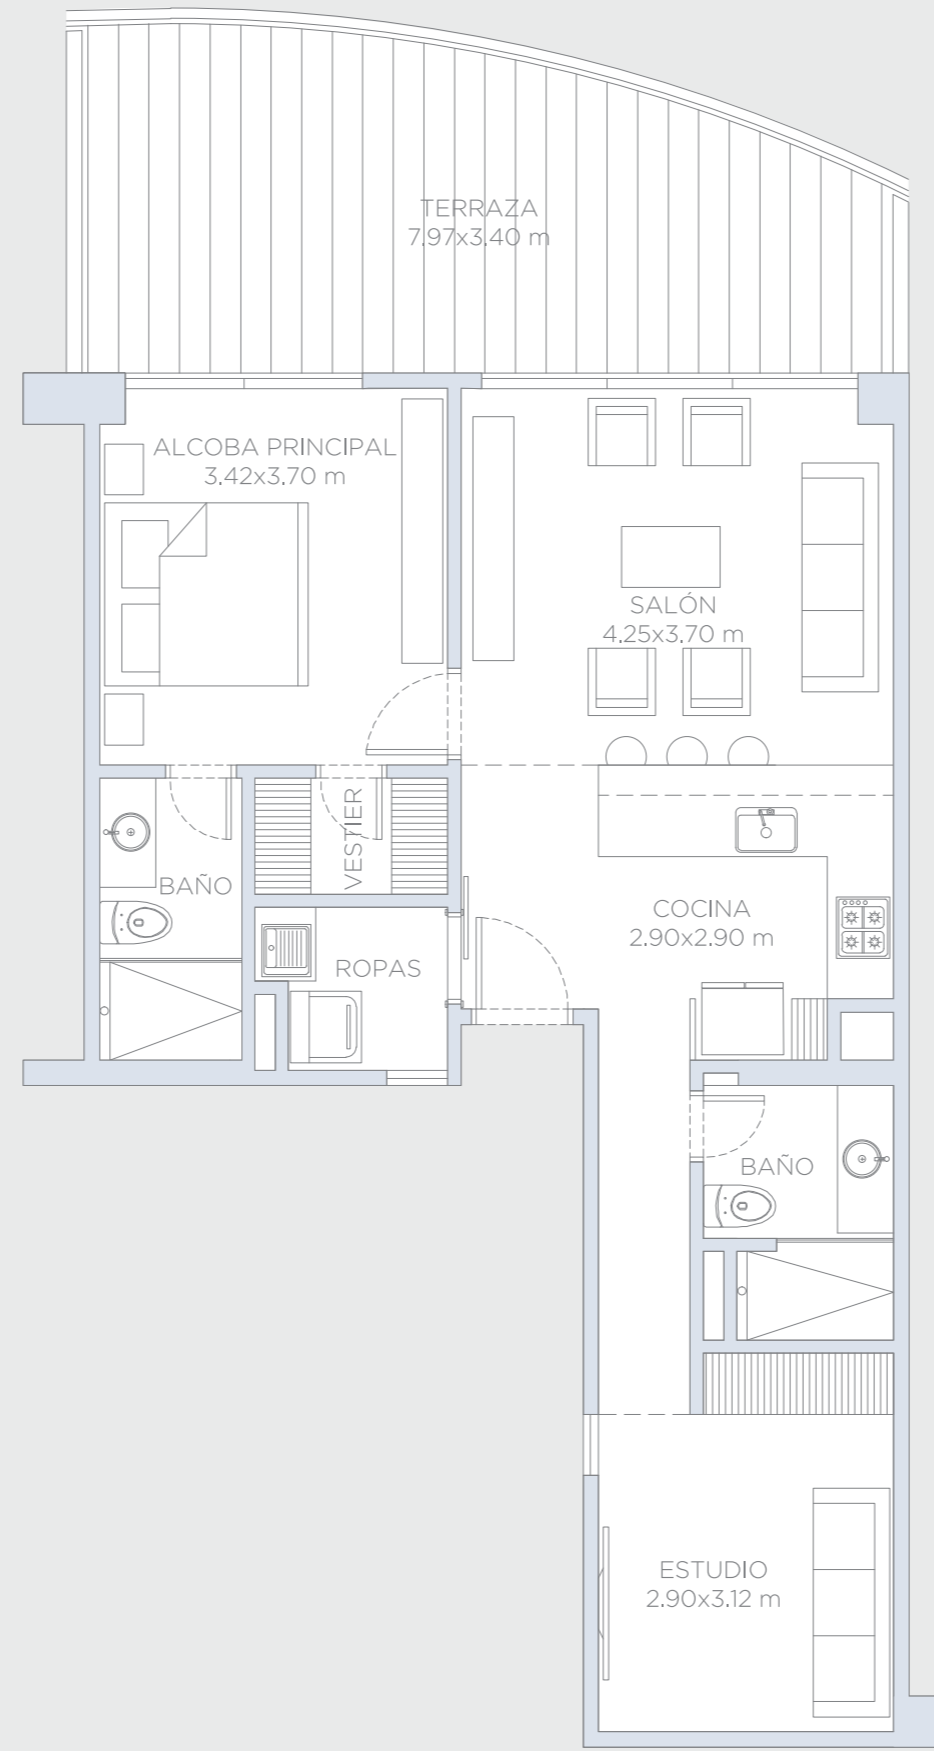 TERRAZA
7.97x3.40 m
ALCOBA PRINCIPAL
3.42x3.70 m
SALÓN
4.25x3.70 m
VESTIER
BAÑO
COCINA
2.90x2.90 m
ROPAS
BAÑO
ESTUDIO
2.90x3.12 m